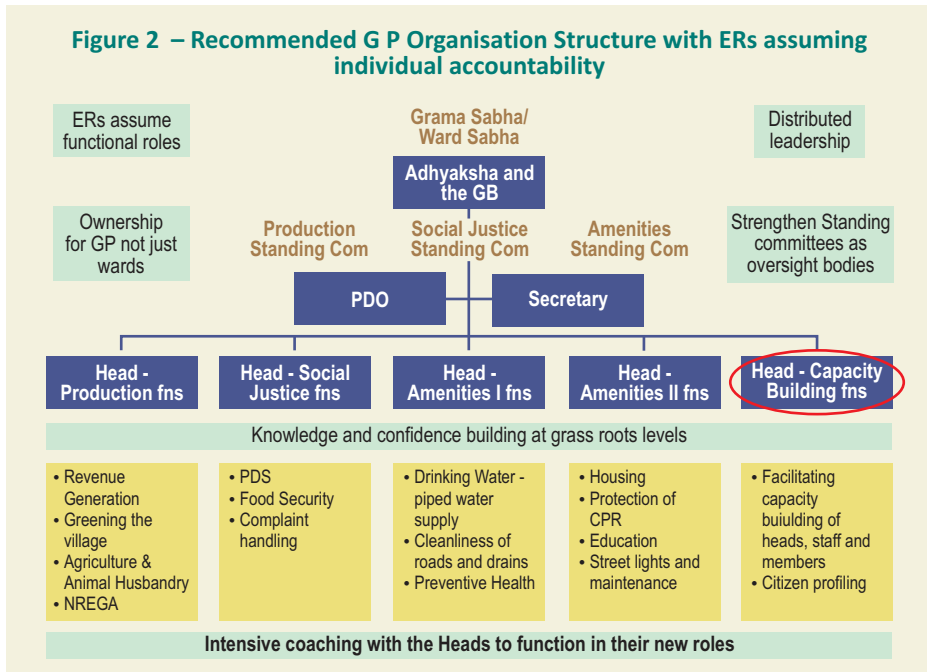 Figure 2 – Recommended G P Organisation Structure with ERs assuming
individual accountability
ERs assume
functional roles
Grama Sabha/
Ward Sabha
Distributed
leadership
Adhyaksha and
the GB
Ownership
for GP not just
wards
Production
Standing Com
Social Justice
Standing Com
Amenities
Standing Com
Strengthen Standing
committees as
oversight bodies
PDO
Secretary
Head -
Production fns
Head - Social
Justice fns
Head -
Amenities I fns
Head -
Amenities II fns
Head - Capacity
Building fns
Knowledge and confidence building at grass roots levels
• Revenue
Generation
• Greening the
village
• Agriculture &
Animal Husbandry
• NREGA
• PDS
• Food Security
• Complaint
handling
• Drinking Water -
piped water
supply
• Cleanliness of
roads and drains
• Preventive Health
• Housing
• Protection of
CPR
• Education
• Street lights and
maintenance
• Facilitating
capacity
buiulding of
heads, staff and
members
• Citizen profiling
Intensive coaching with the Heads to function in their new roles